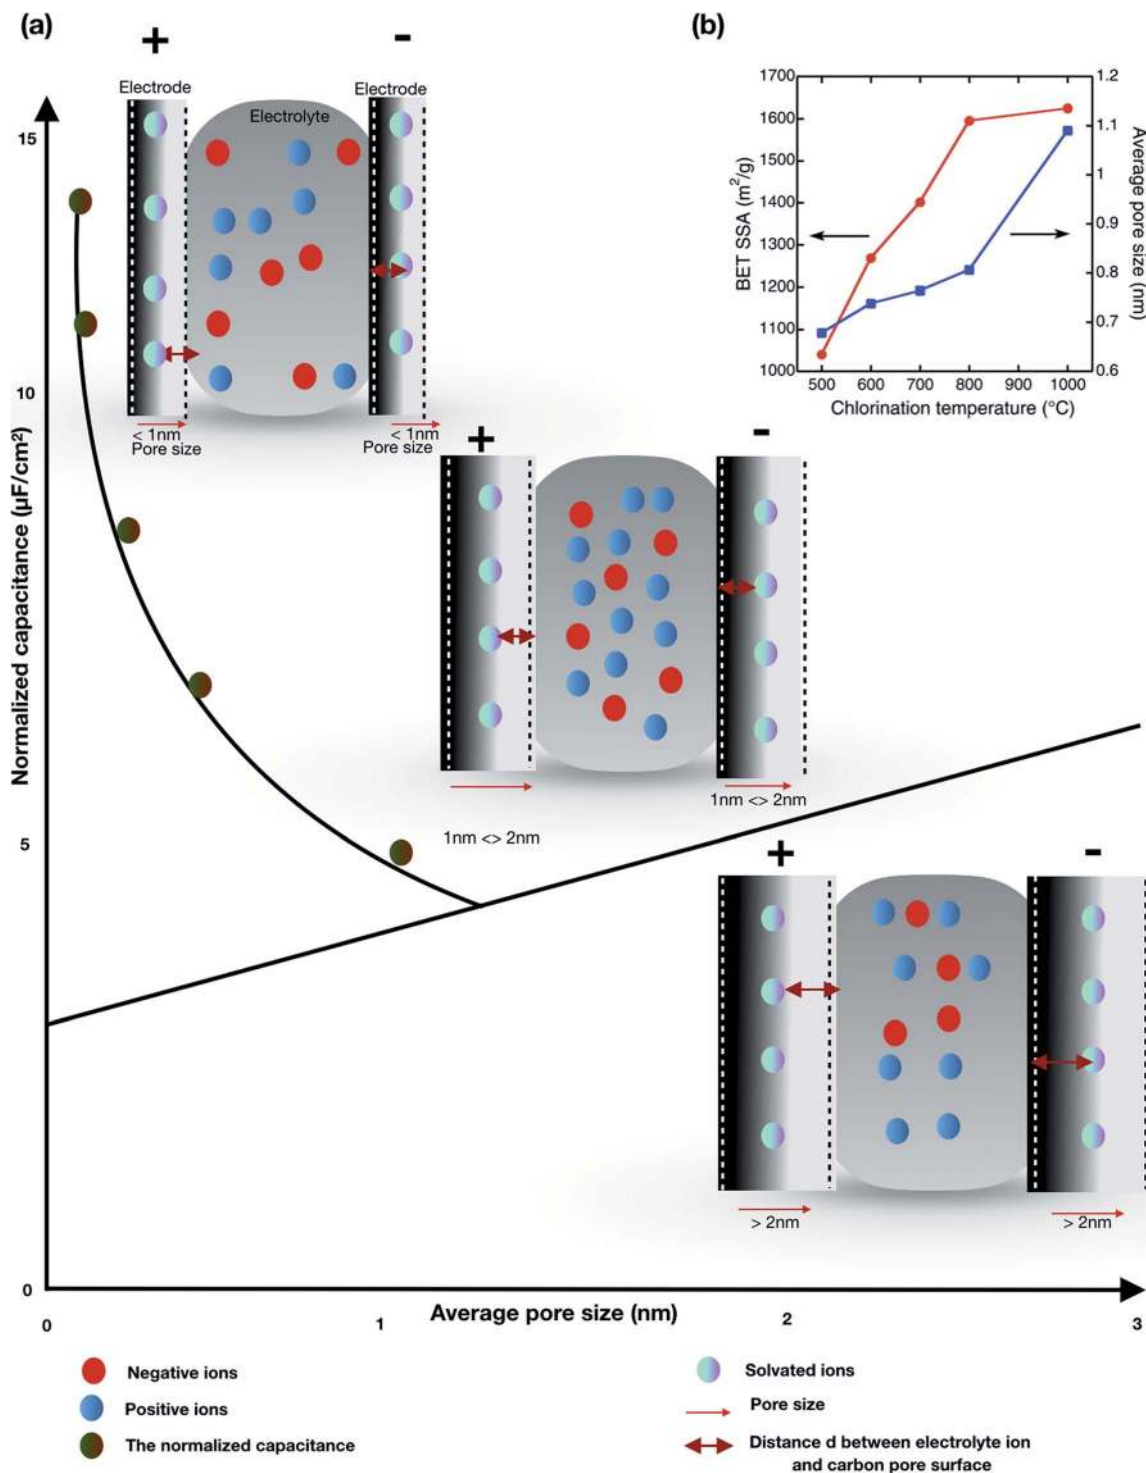 (a)
+
-
Electrode
Electrolyte
Electrode
< 1nm
Pore size
< 1nm
Pore size
(b)
1700
1600
1500
1400
1300
1200
1100
1000
BET SSA (m²/g)
1.2
1.1
1
0.9
0.8
0.7
0.6
Average pore size (nm)
500 600 700 800 900 1000
Chlorination temperature (°C)
15
10
5
0
Normalized capacitance (µF/cm²)
+
-
1nm <> 2nm
1nm <> 2nm
+
-
> 2nm
> 2nm
0 1 2 3
Average pore size (nm)
Negative ions
Positive ions
The normalized capacitance
Solvated ions
Pore size
Distance d between electrolyte ion
and carbon pore surface